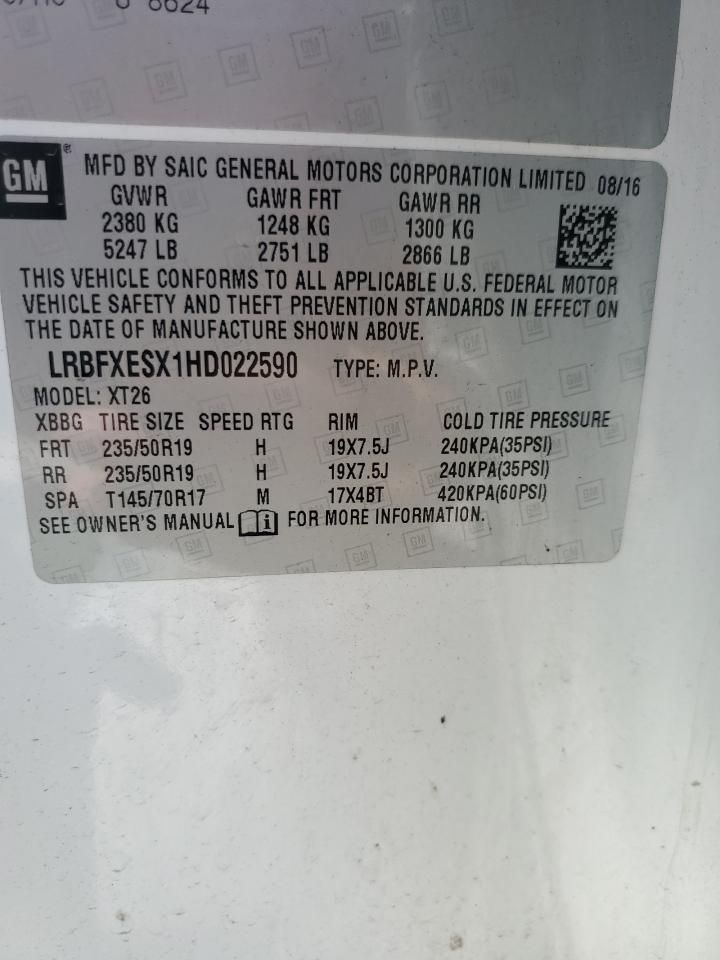 8624
GM ® MFD BY SAIC GENERAL MOTORS CORPORATION LIMITED 08/16
GVWR GAWR FRT GAWR RR
2380 KG 1248 KG 1300 KG
5247 LB 2751 LB 2866 LB
THIS VEHICLE CONFORMS TO ALL APPLICABLE U.S. FEDERAL MOTOR
VEHICLE SAFETY AND THEFT PREVENTION STANDARDS IN EFFECT ON
THE DATE OF MANUFACTURE SHOWN ABOVE.
LRBFXESX1HD022590 TYPE: M.P.V.
MODEL: XT26
XBBG TIRE SIZE SPEED RTG RIM COLD TIRE PRESSURE
FRT 235/50R19 H 19X7.5J 240KPA(35PSI)
RR 235/50R19 H 19X7.5J 240KPA(35PSI)
SPA T145/70R17 M 17X4BT 420KPA(60PSI)
SEE OWNER'S MANUAL FOR MORE INFORMATION.